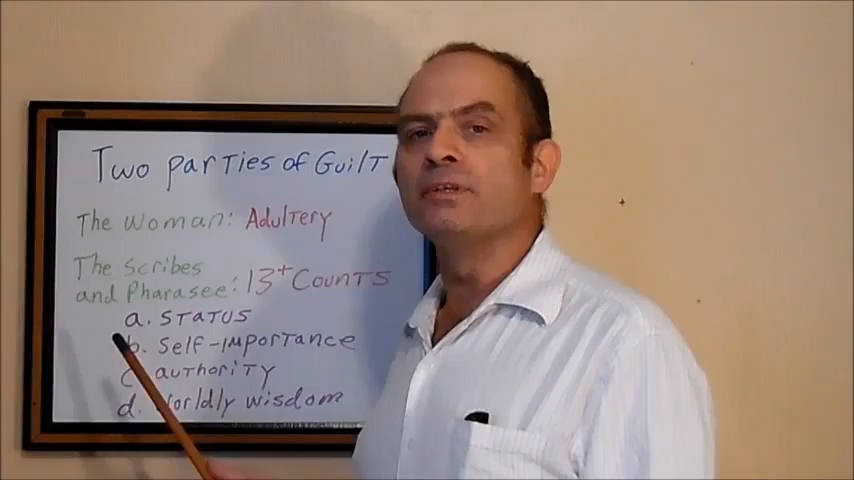 Two parties of Guilt
The Woman: Adultery
The Scribes
and Pharasee: 13+ Counts
a. Status
b. Self-importance
c authority
d. Worldly wisdom